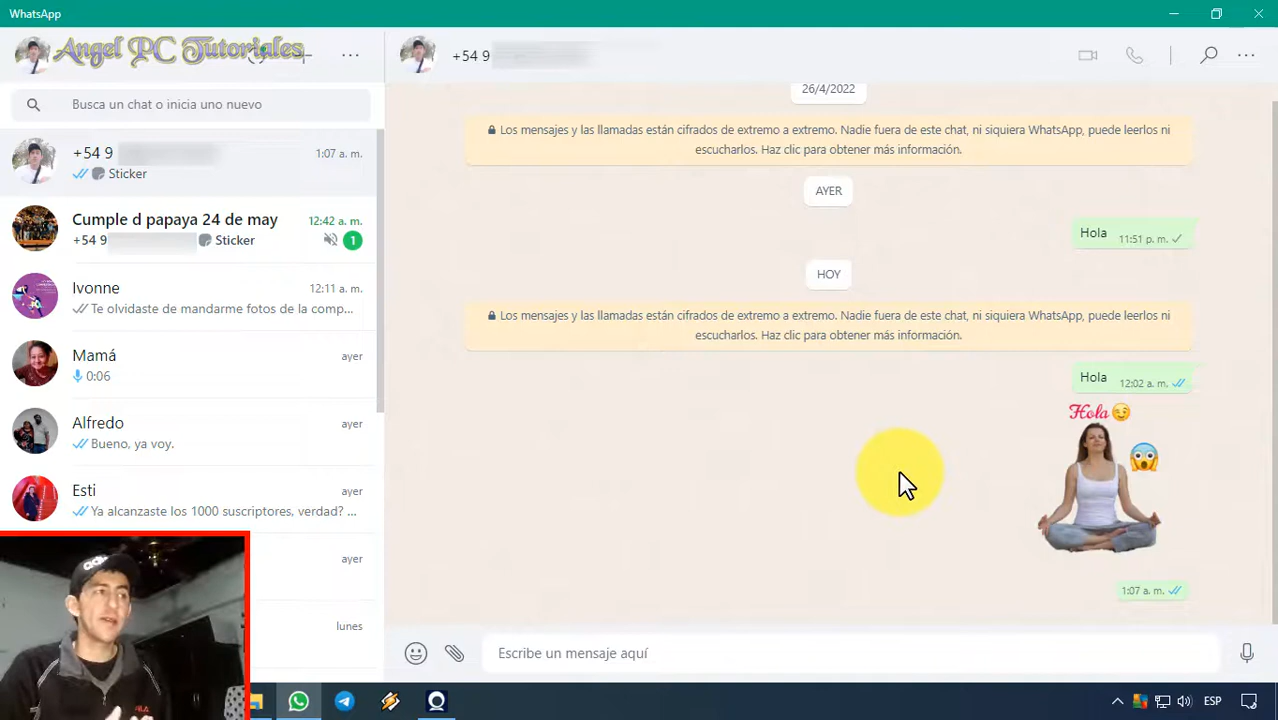 WhatsApp
Angel PC Tutoriales
Busca un chat o inicia uno nuevo
+54 9
1:07 a. m.
Sticker
Cumple d papaya 24 de may
12:42 a. m.
+54 9
Sticker
1
Ivonne
12:11 a. m.
Te olvidaste de mandarme fotos de la comp...
Mamá
ayer
0:06
Alfredo
ayer
Bueno, ya voy.
Esti
ayer
Ya alcanzaste los 1000 suscriptores, verdad? ...
ayer
lunes
+54 9
26/4/2022
Los mensajes y las llamadas están cifrados de extremo a extremo. Nadie fuera de este chat, ni siquiera WhatsApp, puede leerlos ni
escucharlos. Haz clic para obtener más información.
AYER
Hola
11:51 p. m.
HOY
Los mensajes y las llamadas están cifrados de extremo a extremo. Nadie fuera de este chat, ni siquiera WhatsApp, puede leerlos ni
escucharlos. Haz clic para obtener más información.
Hola
12:02 a. m.
Hola
1:07 a. m.
Escribe un mensaje aquí
FILA
ESP